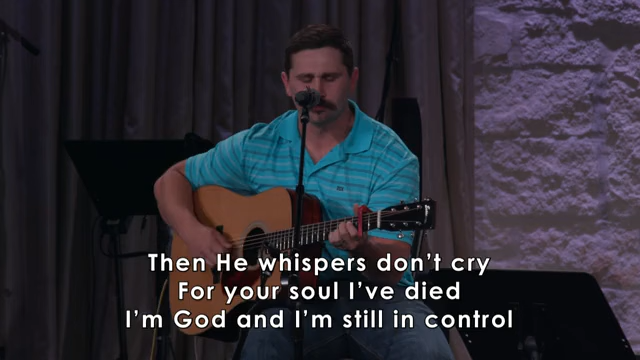 Then He whispers don't cry
For your soul I've died
I'm God and I'm still in control